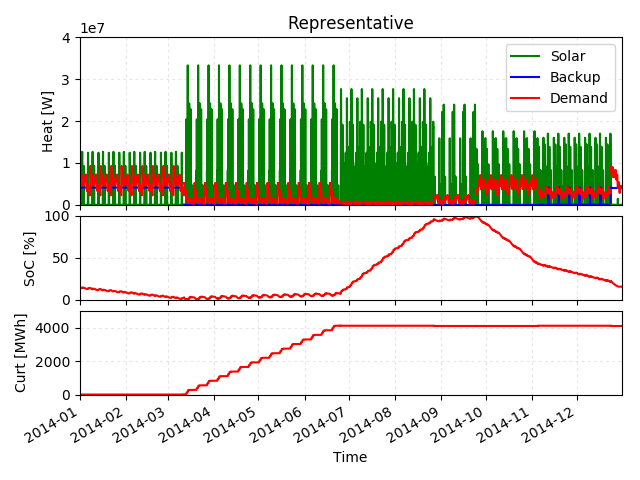 Representative
1e7
Heat [W]
4
3
2
1
0
Solar
Backup
Demand
SoC [%]
100
50
0
Curt [MWh]
4000
2000
0
2014-01
2014-02
2014-03
2014-04
2014-05
2014-06
2014-07
2014-08
2014-09
2014-10
2014-11
2014-12
Time